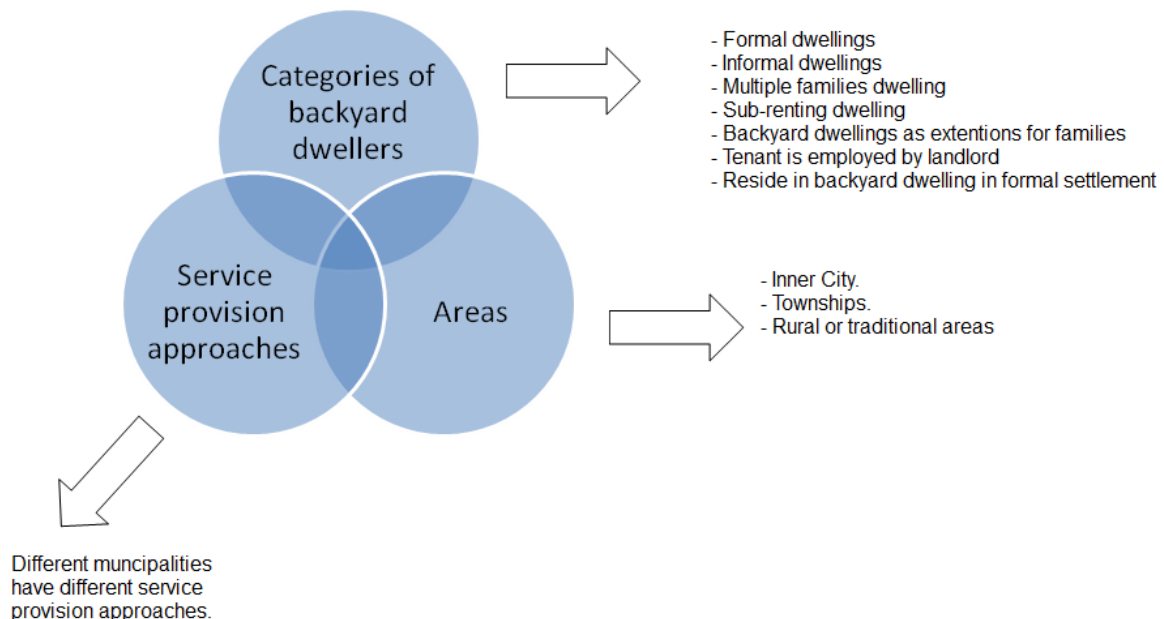 Categories of
backyard
dwellers
- Formal dwellings
- Informal dwellings
- Multiple families dwelling
- Sub-renting dwelling
- Backyard dwellings as extentions for families
- Tenant is employed by landlord
- Reside in backyard dwelling in formal settlement
Service
provision
approaches
Areas
- Inner City.
- Townships.
- Rural or traditional areas
Different muncipalities
have different service
provision approaches.